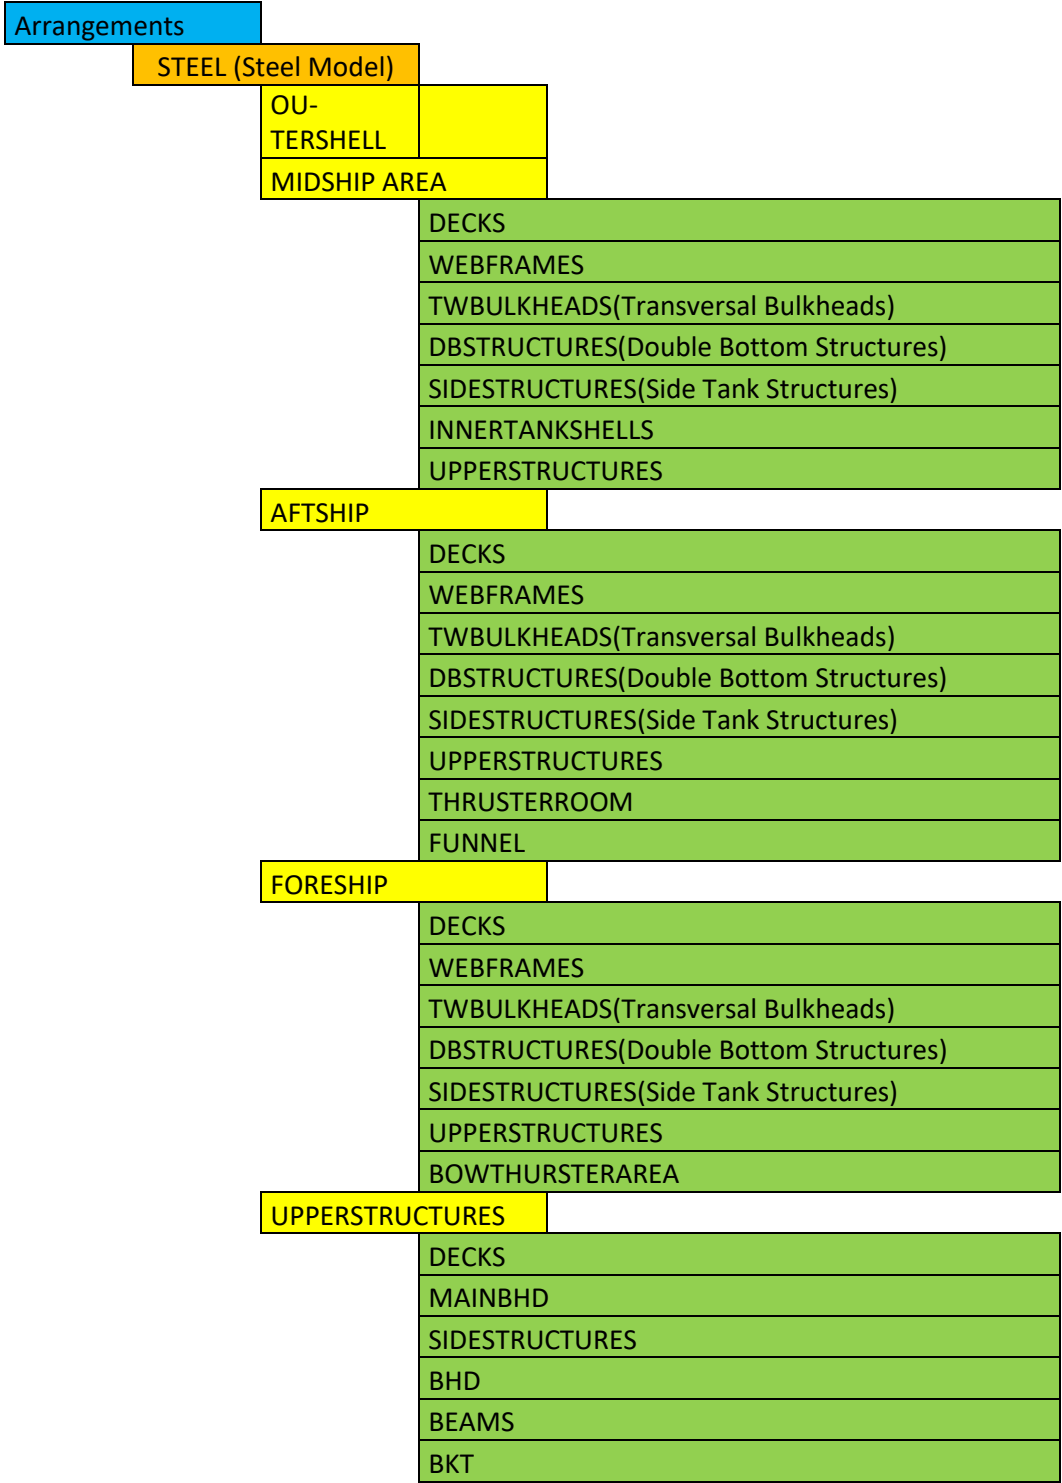 Arrangements
STEEL (Steel Model)
OU-
TERSHELL
MIDSHIP AREA
DECKS
WEBFRAMES
TWBULKHEADS(Transversal Bulkheads)
DBSTRUCTURES(Double Bottom Structures)
SIDESTRUCTURES(Side Tank Structures)
INNERTANKSHELLS
UPPERSTRUCTURES
AFTSHIP
DECKS
WEBFRAMES
TWBULKHEADS(Transversal Bulkheads)
DBSTRUCTURES(Double Bottom Structures)
SIDESTRUCTURES(Side Tank Structures)
UPPERSTRUCTURES
THRUSTERROOM
FUNNEL
FORESHIP
DECKS
WEBFRAMES
TWBULKHEADS(Transversal Bulkheads)
DBSTRUCTURES(Double Bottom Structures)
SIDESTRUCTURES(Side Tank Structures)
UPPERSTRUCTURES
BOWTHURSTERAREA
UPPERSTRUCTURES
DECKS
MAINBHD
SIDESTRUCTURES
BHD
BEAMS
BKT